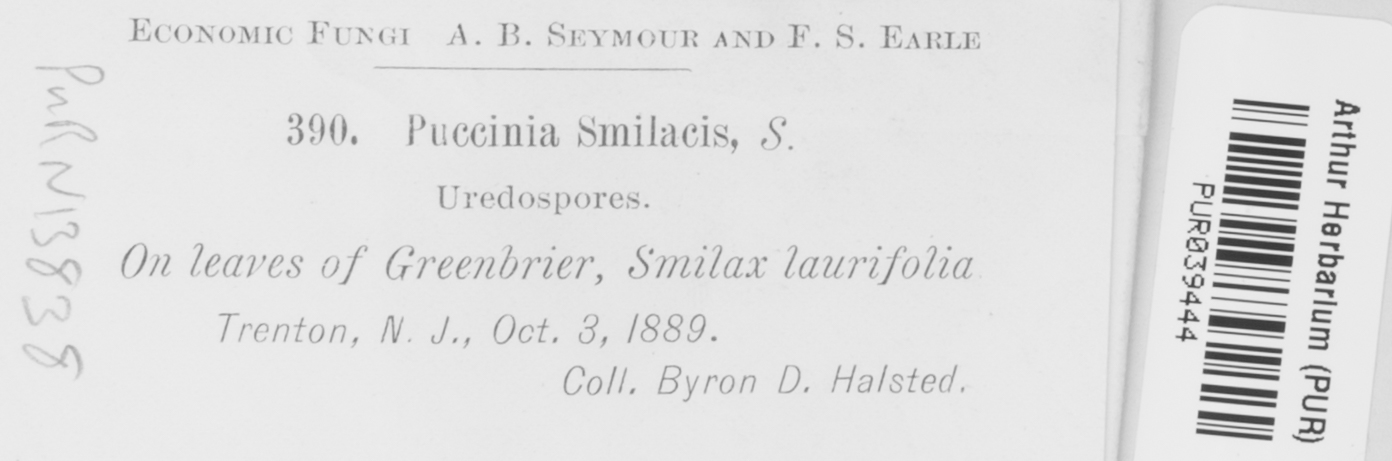 ECONOMIC FUNGI A. B. SEYMOUR AND F. S. EARLE
390. Puccinia Smilacis, S.
Uredospores.
On leaves of Greenbrier, Smilax laurifolia
Trenton, N. J., Oct. 3, 1889.
Coll. Byron D. Halsted.
PUR N13838
Arthur Herbarium (PUR)
PUR039444